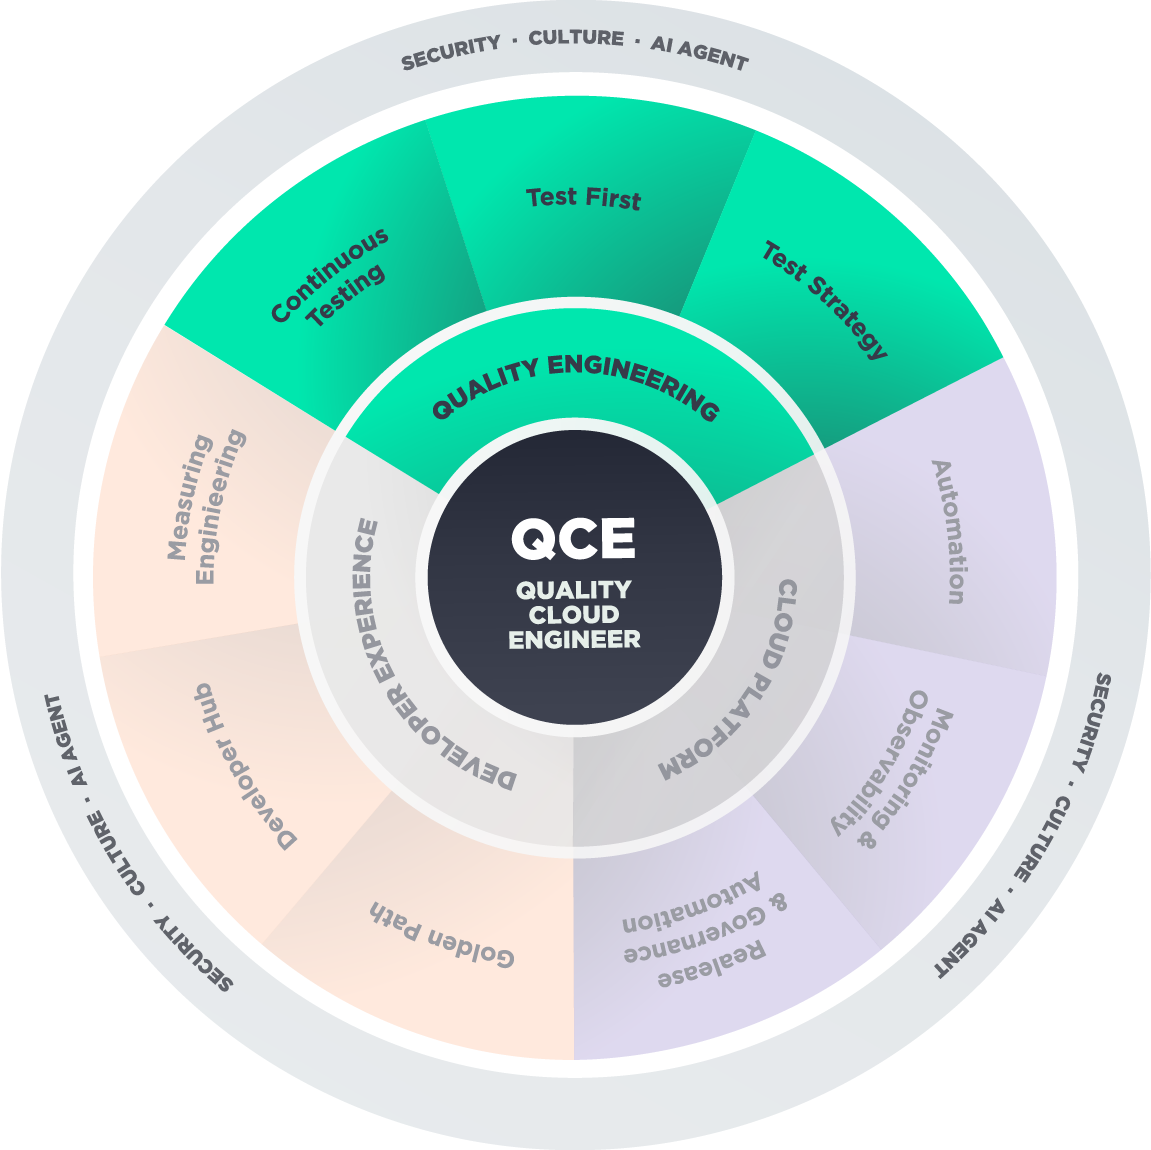 SECURITY · CULTURE · AI AGENT
Test First
Test Strategy
Continuous
Testing
QUALITY ENGINEERING
Automation
Monitoring &
Observability
Realease
& Governance
Automation
CLOUD PLATFORM
Golden Path
Developer Hub
Measuring
Enginieering
DEVELOPER EXPERIENCE
QCE
QUALITY
CLOUD
ENGINEER
SECURITY · CULTURE · AI AGENT
SECURITY · CULTURE · AI AGENT